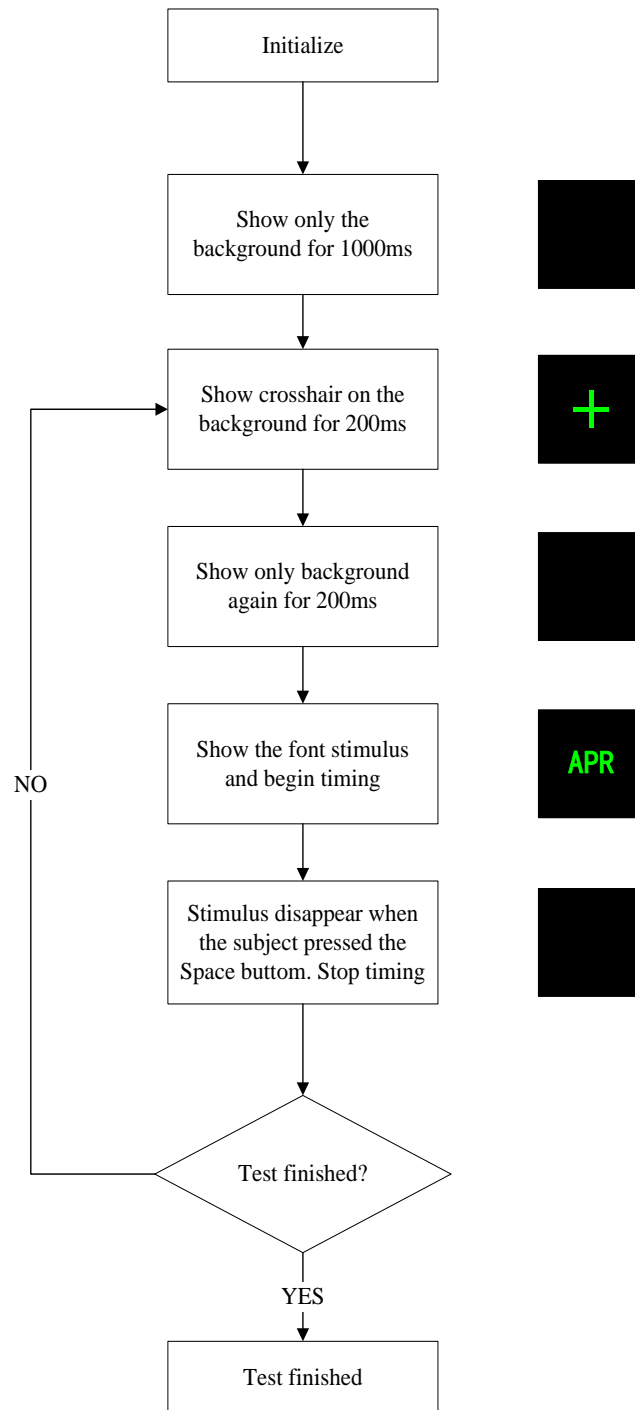 Initialize
Show only the
background for 1000ms
Show crosshair on the
background for 200ms
Show only background
again for 200ms
Show the font stimulus
and begin timing
APR
NO
Stimulus disappear when
the subject pressed the
Space buttom. Stop timing
Test finished?
YES
Test finished